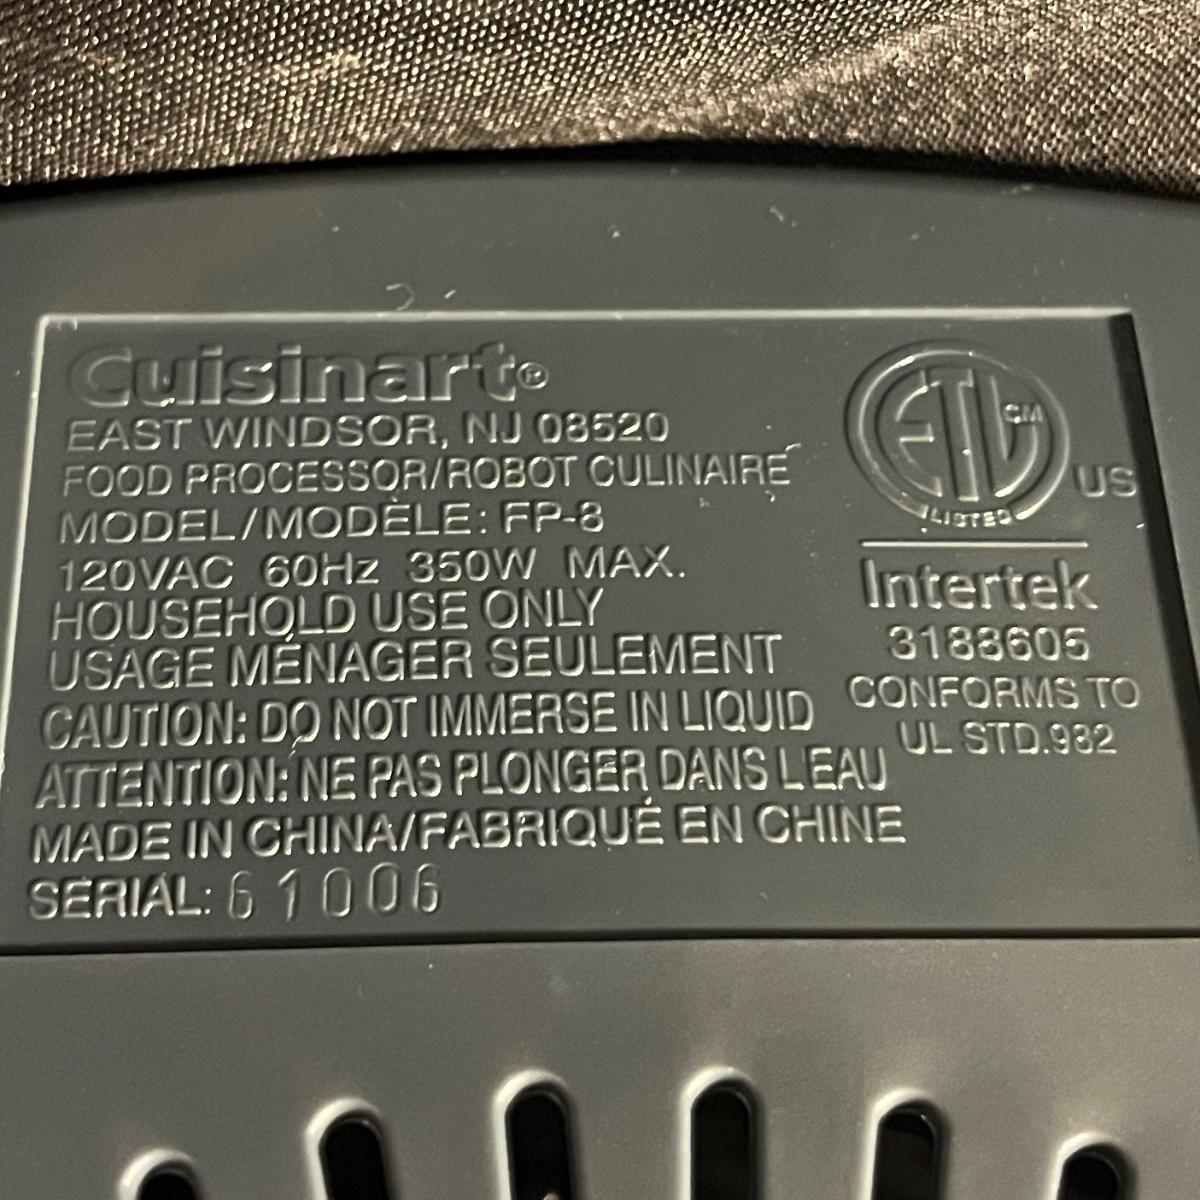 Cuisinart®
EAST WINDSOR, NJ 08520
FOOD PROCESSOR/ROBOT CULINAIRE
MODEL/MODÈLE: FP-8
120VAC 60Hz 350W MAX.
HOUSEHOLD USE ONLY
USAGE MÉNAGER SEULEMENT
CAUTION: DO NOT IMMERSE IN LIQUID
ATTENTION: NE PAS PLONGER DANS L'EAU
MADE IN CHINA/FABRIQUÉ EN CHINE
SERIAL: 61006
ETL CM
US
LISTED
Intertek
3188605
CONFORMS TO
UL STD.982